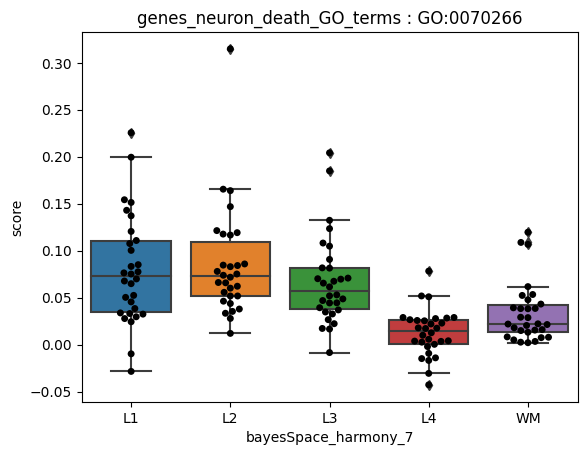 genes_neuron_death_GO_terms : GO:0070266
0.30
0.25
0.20
0.15
0.10
0.05
0.00
−0.05
score
L1 L2 L3 L4 WM
bayesSpace_harmony_7